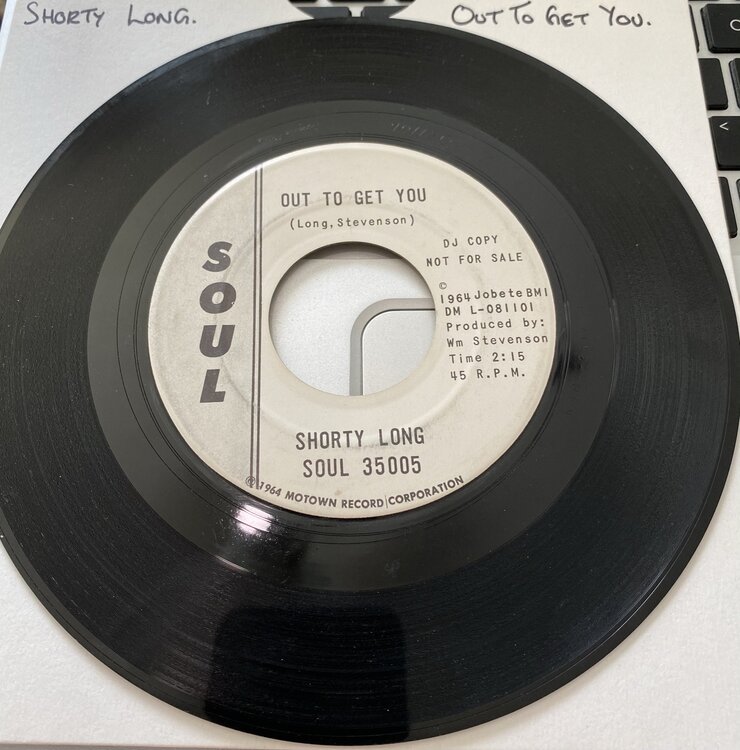 SHORTY LONG.
OUT TO GET YOU.
OUT TO GET YOU
(Long, Stevenson)
DJ COPY
NOT FOR SALE
© 
1964 Jobete BMI
DM L-081101
Produced by:
Wm Stevenson
Time 2:15
45 R.P.M.
SOUL
SHORTY LONG
SOUL 35005
℗ 1964 MOTOWN RECORD CORPORATION
<